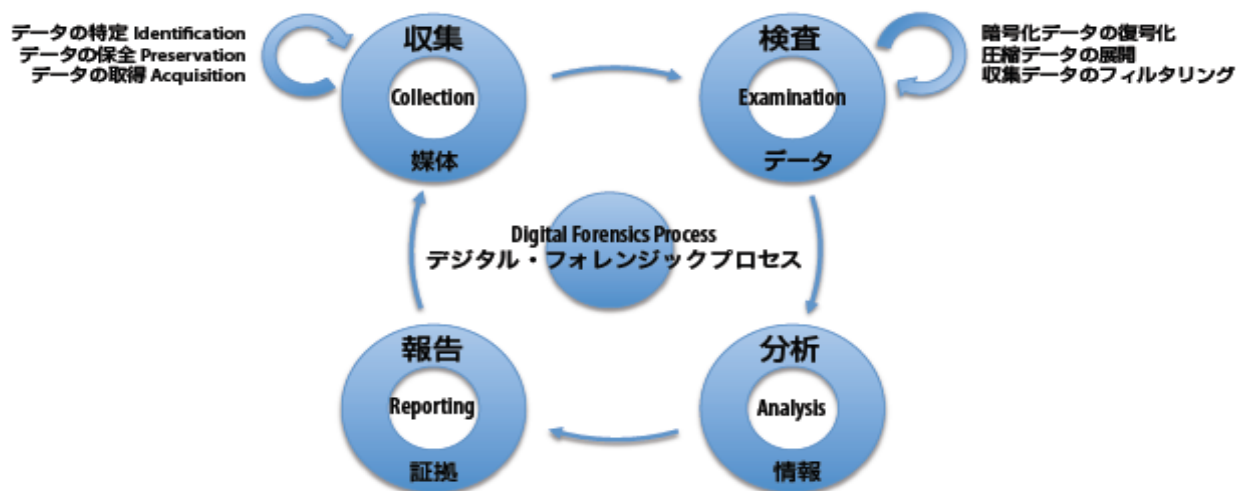 データの特定 Identification
データの保全 Preservation
データの取得 Acquisition
収集
Collection
媒体
検査
Examination
データ
暗号化データの復号化
圧縮データの展開
収集データのフィルタリング
Digital Forensics Process
デジタル・フォレンジックプロセス
報告
Reporting
証拠
分析
Analysis
情報